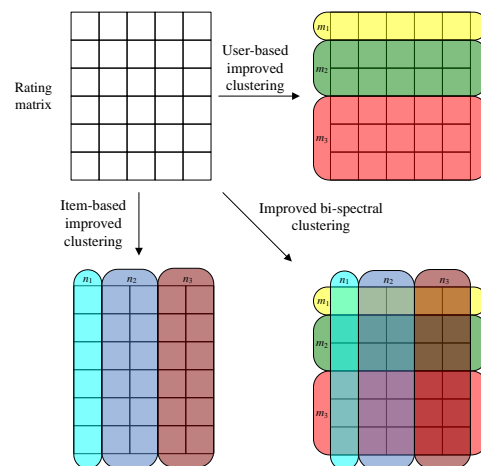 Rating
matrix
User-based
improved
clustering
m1
m2
m3
Item-based
improved
clustering
Improved bi-spectral
clustering
n1 n2 n3
n1 n2 n3
m1
m2
m3